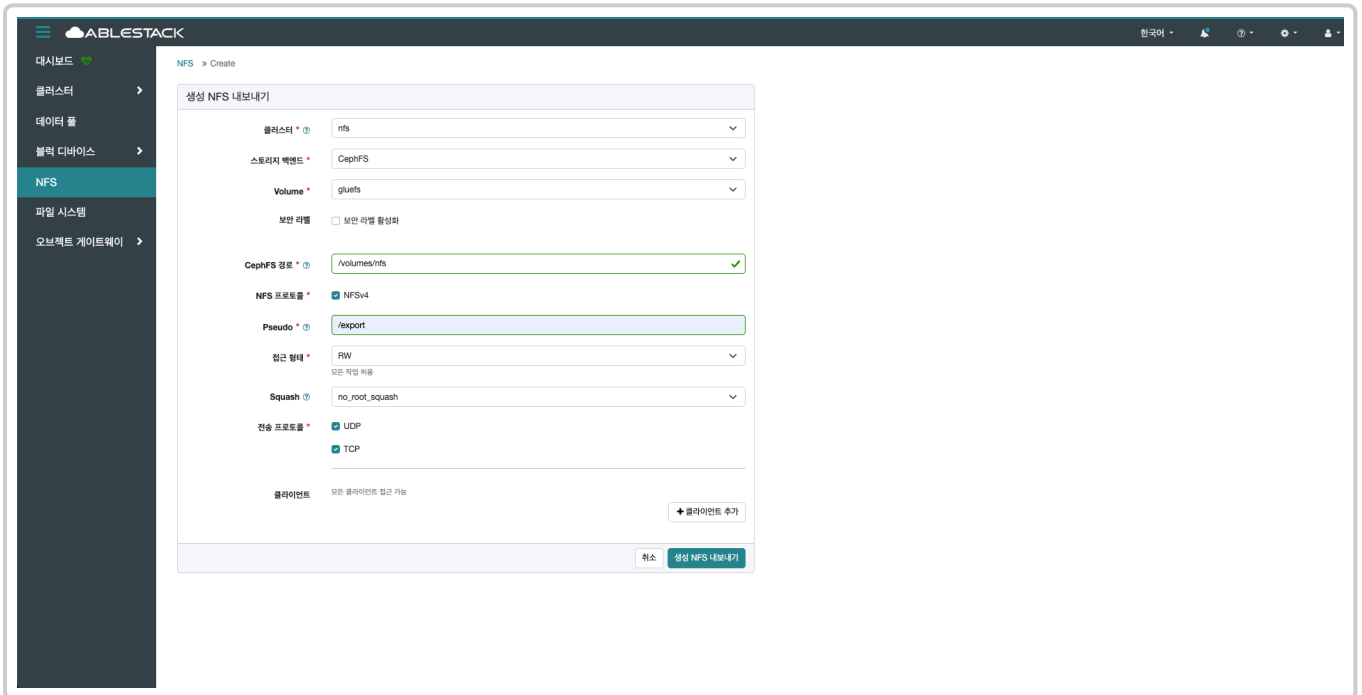 ABLESTACK
한국어
대시보드
클러스터
데이터 풀
블럭 디바이스
NFS
파일 시스템
오브젝트 게이트웨이
NFS » Create
생성 NFS 내보내기
클러스터 * nfs
스토리지 백엔드 * CephFS
Volume * gluefs
보안 라벨 보안 라벨 활성화
CephFS 경로 * /volumes/nfs
NFS 프로토콜 * NFSv4
Pseudo * /export
접근 형태 * RW
모든 작업 허용
Squash no_root_squash
전송 프로토콜 * UDP
TCP
클라이언트 모든 클라이언트 접근 가능
+ 클라이언트 추가
취소 생성 NFS 내보내기